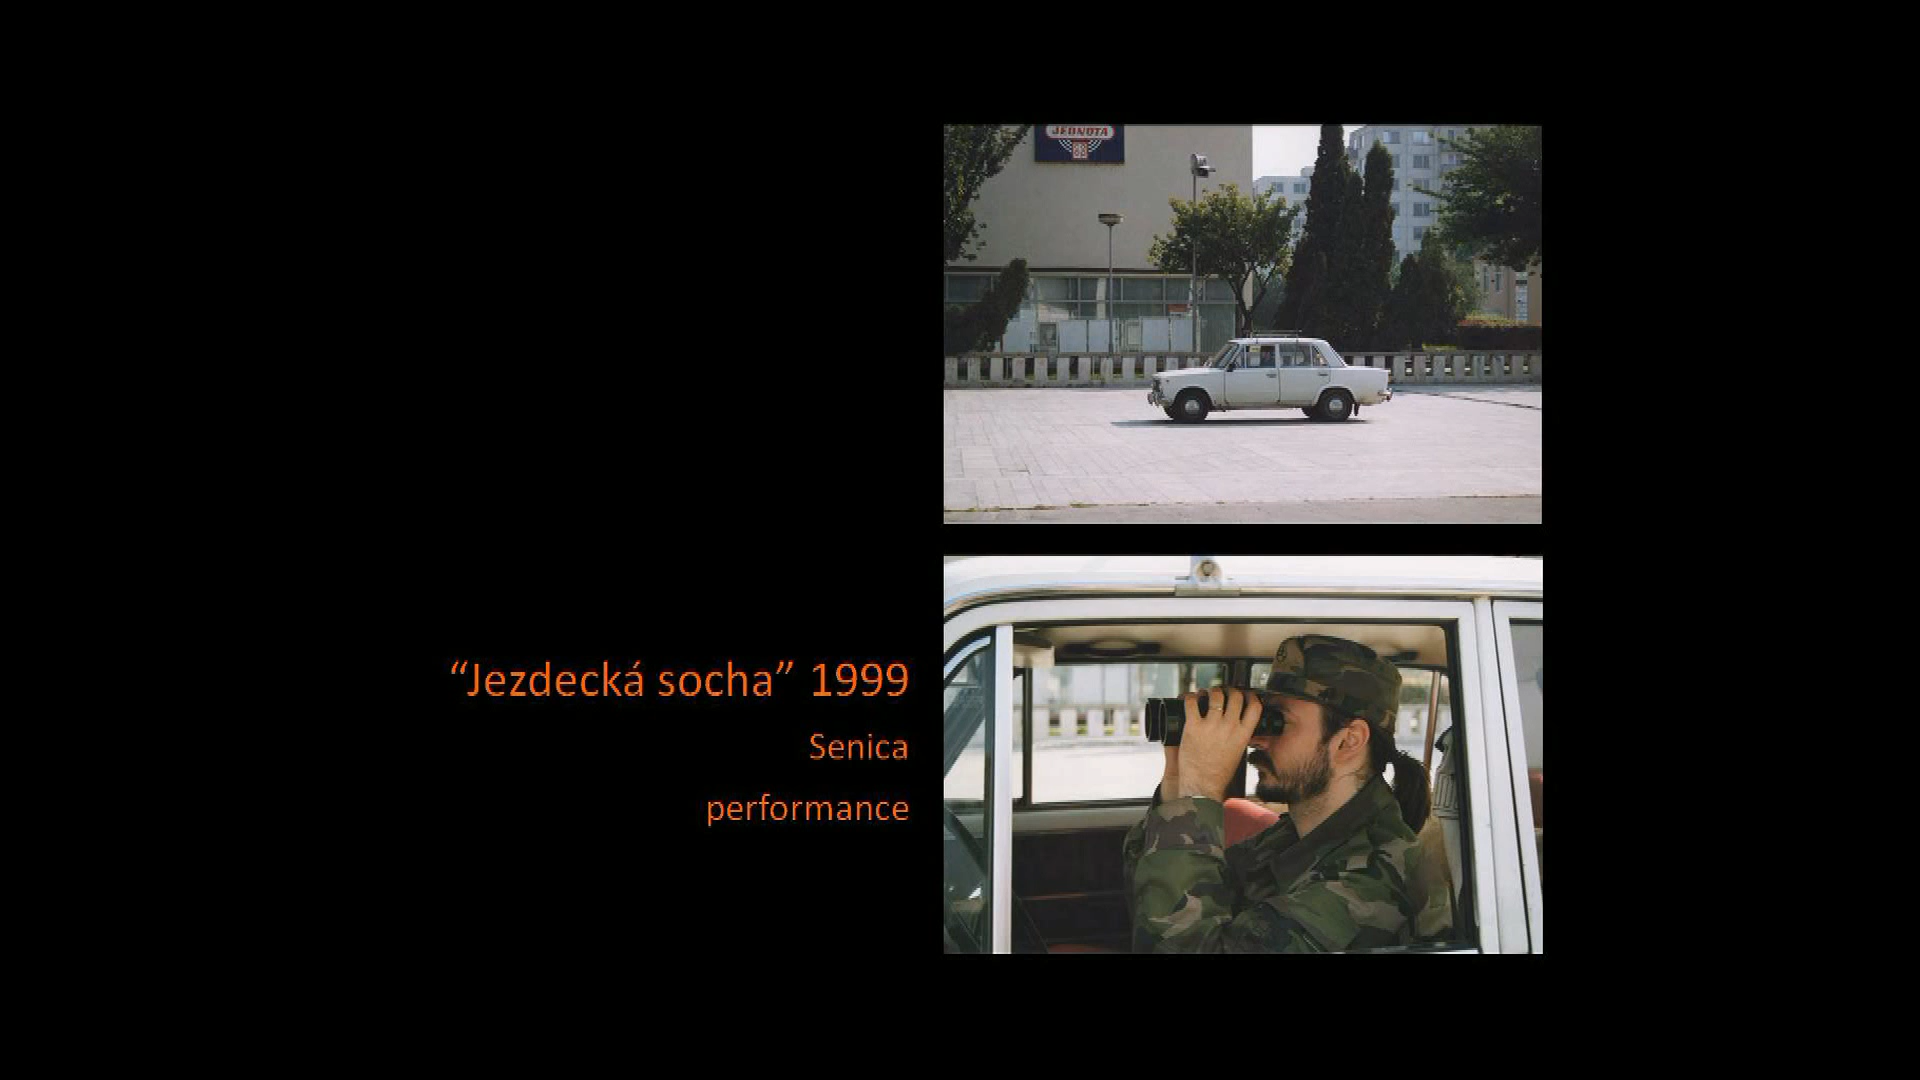 JEDNOTA
“Jezdecká socha” 1999
Senica
performance